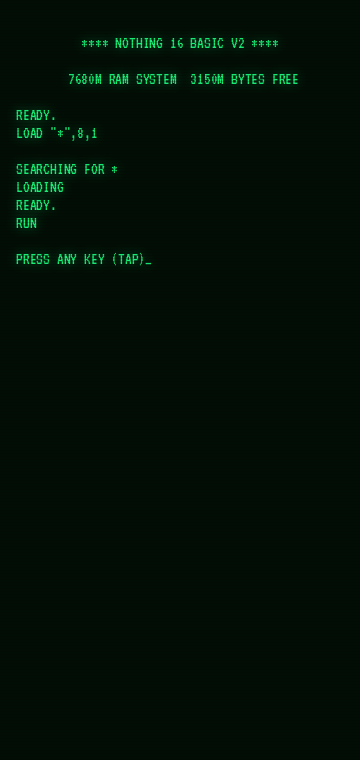 **** NOTHING 16 BASIC V2 ****
7680M RAM SYSTEM  3150M BYTES FREE
READY.
LOAD "*",8,1
SEARCHING FOR *
LOADING
READY.
RUN
PRESS ANY KEY (TAP)_